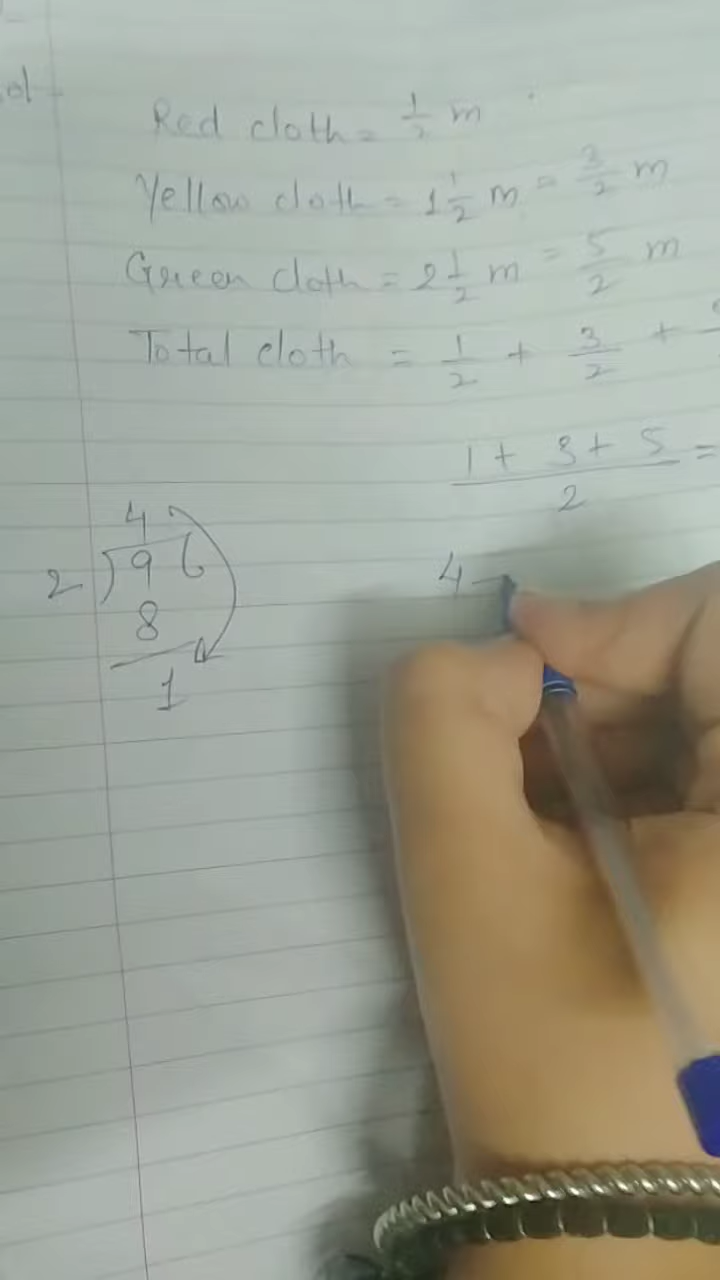 Red cloth = 1/2 m
Yellow cloth = 1 1/2 m = 3/2 m
Green cloth = 2 1/2 m = 5/2 m
Total cloth = 1/2 + 3/2 +
1 + 3 + 5 / 2 =
4
2 ) 9 (
8
1
4